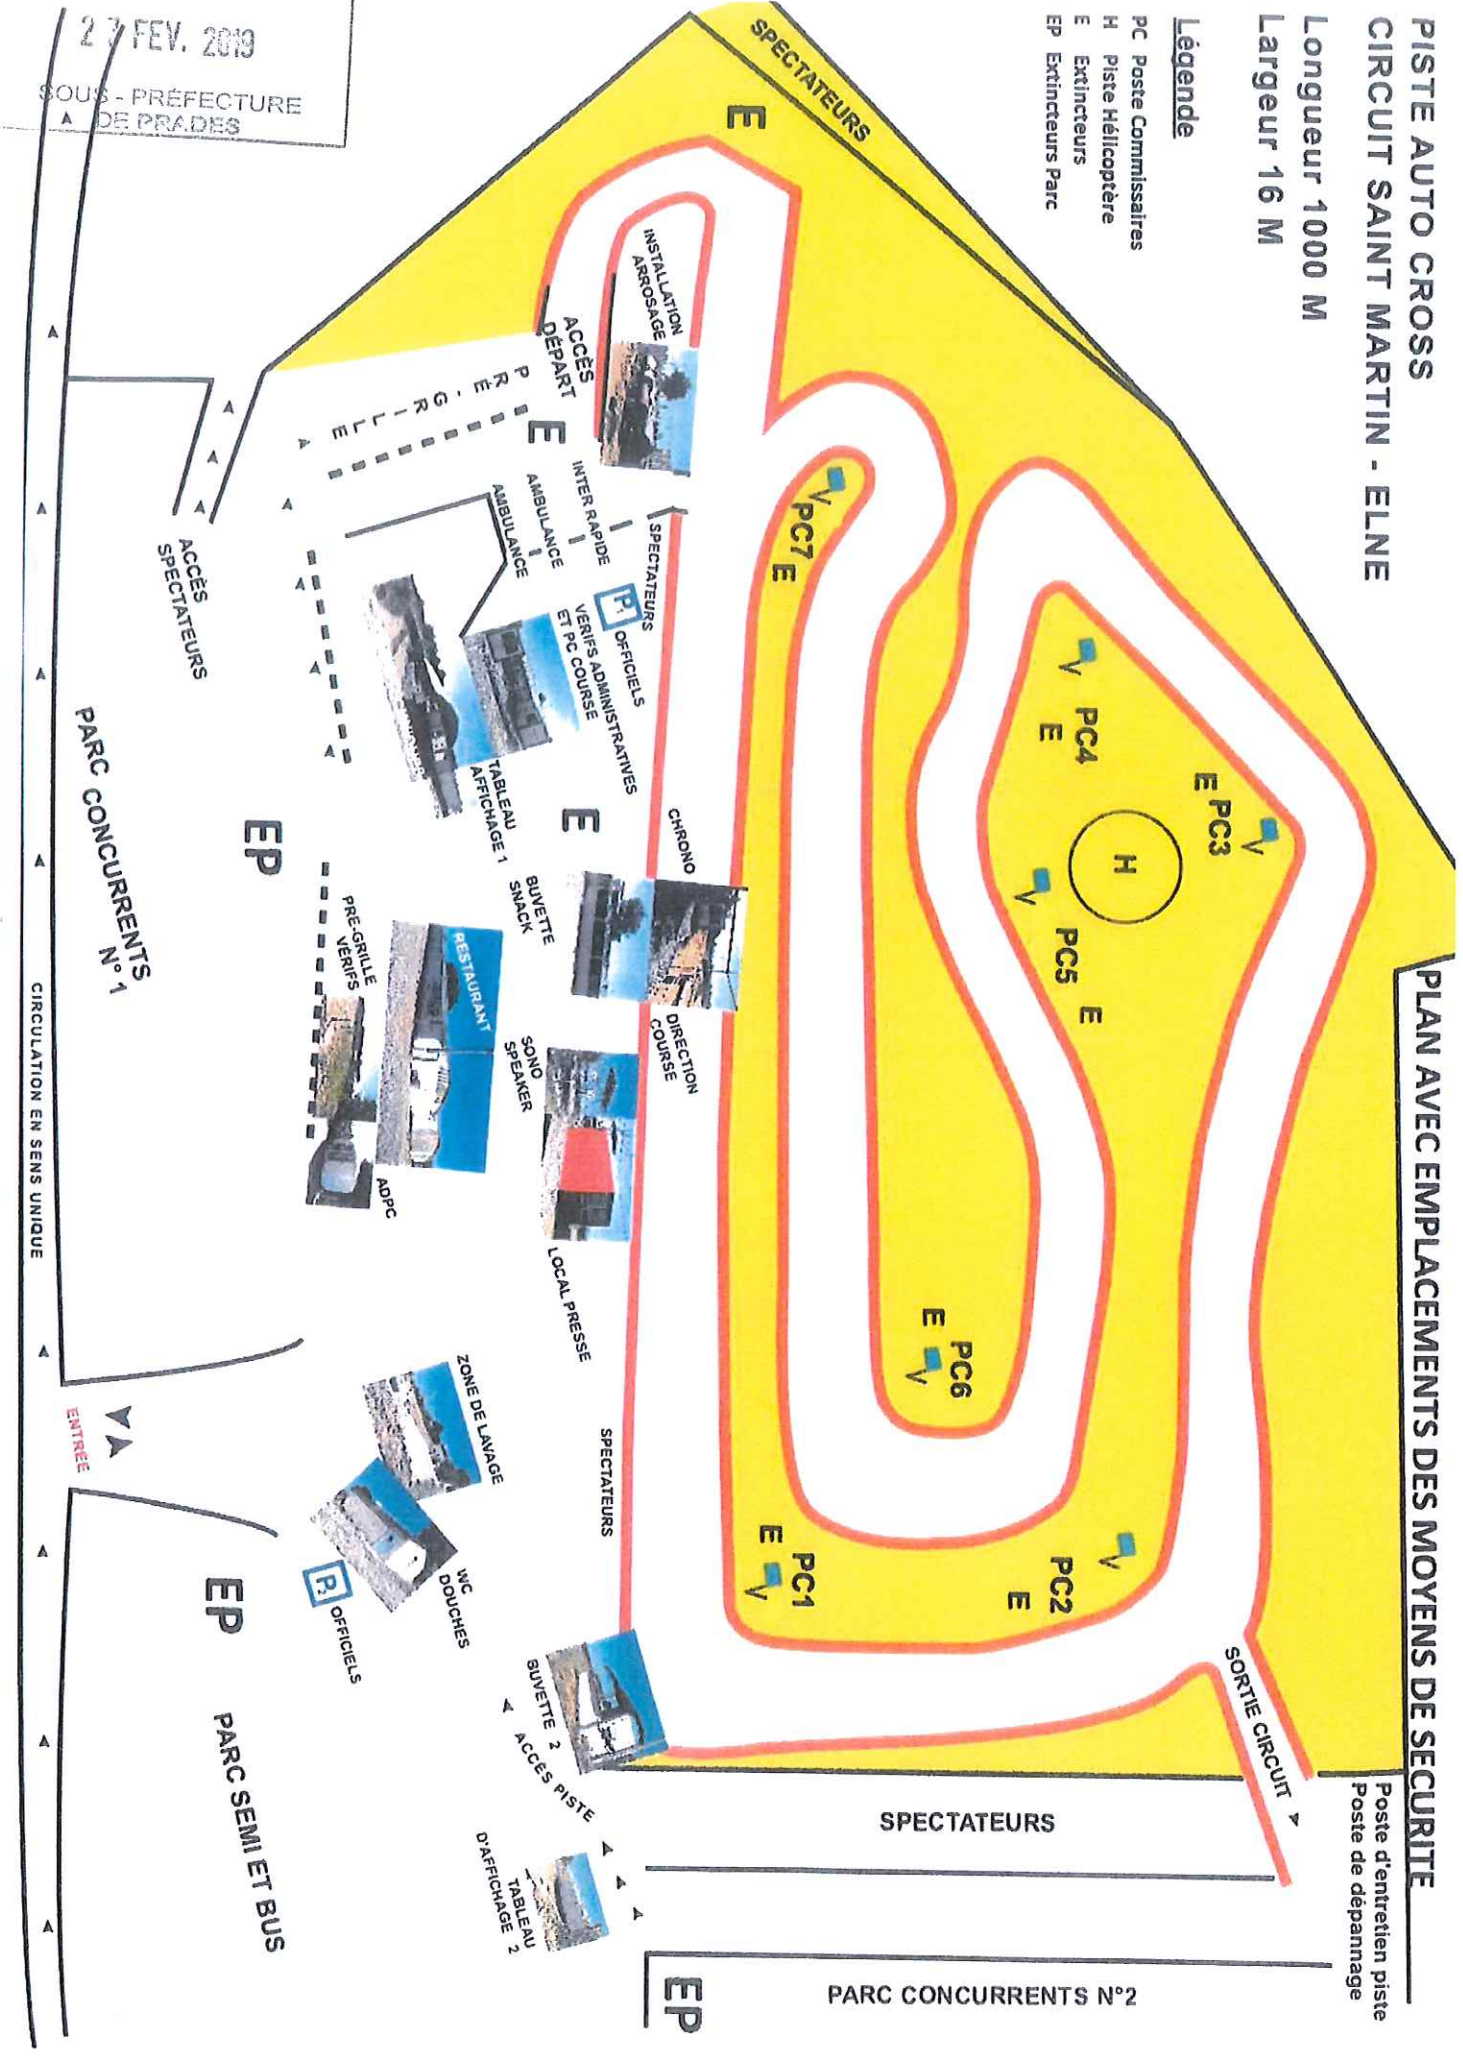 PISTE AUTO CROSS
CIRCUIT SAINT MARTIN - ELNE
Longueur 1000 M
Largeur 16 M
Légende
PC Poste Commissaires
H Piste Hélicoptère
E Extincteurs
EP Extincteurs Parc
PLAN AVEC EMPLACEMENTS DES MOYENS DE SECURITE
Poste d'entretien piste
Poste de dépannage
SPECTATEURS
E
INSTALLATION
ARROSAGE
ACCÈS
DÉPART
PRÉ-GRILLE
E
INTER RAPIDE
AMBULANCE
AMBULANCE
SPECTATEURS
P1 OFFICIELS
VÉRIFS ADMINISTRATIVES
ET PC COURSE
TABLEAU
AFFICHAGE 1
E
CHRONO
BUVETTE
SNACK
DIRECTION
COURSE
SONO
SPEAKER
LOCAL PRESSE
RESTAURANT
PRÉ-GRILLE
VÉRIFS
ADPC
PC7
E
PC4
E
PC3
E
H
PC5
E
PC6
E
PC1
E
PC2
E
SORTIE CIRCUIT
SPECTATEURS
ZONE DE LAVAGE
WC
DOUCHES
P2 OFFICIELS
BUVETTE 2
ACCÈS PISTE
TABLEAU
D'AFFICHAGE 2
SPECTATEURS
PARC CONCURRENTS N°2
EP
ACCÈS
SPECTATEURS
PARC CONCURRENTS
N° 1
EP
ENTRÉE
EP
PARC SEMI ET BUS
CIRCULATION EN SENS UNIQUE
27 FEV. 2019
SOUS - PRÉFECTURE
DE PRADES